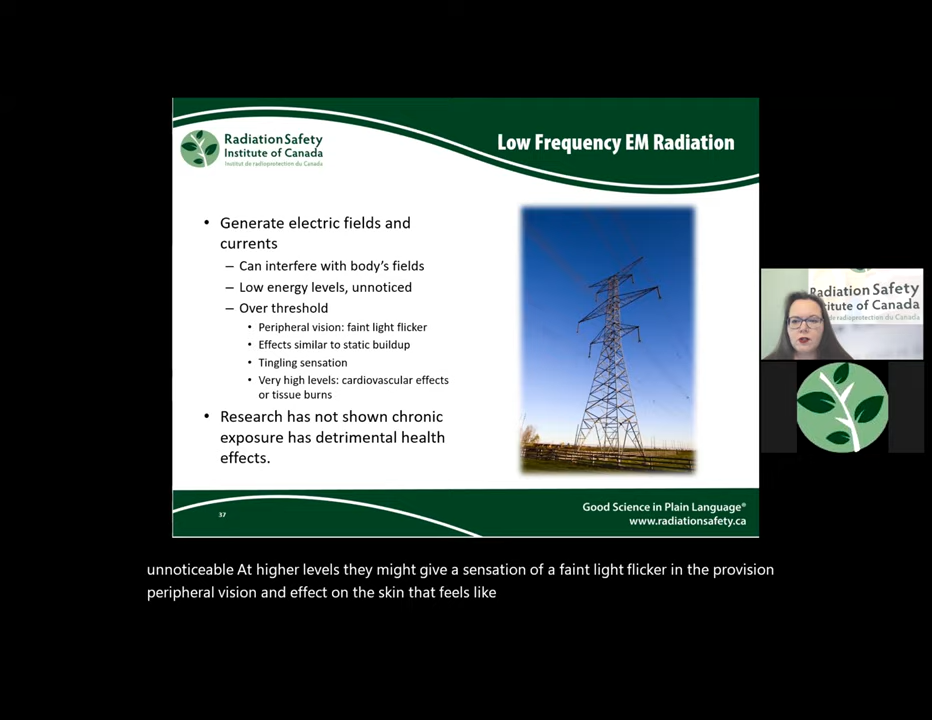 Radiation Safety
Institute of Canada
Institut de radioprotection du Canada
Low Frequency EM Radiation
• Generate electric fields and
currents
– Can interfere with body's fields
– Low energy levels, unnoticed
– Over threshold
• Peripheral vision: faint light flicker
• Effects similar to static buildup
• Tingling sensation
• Very high levels: cardiovascular effects
or tissue burns
• Research has not shown chronic
exposure has detrimental health
effects.
37
Good Science in Plain Language®
www.radiationsafety.ca
Radiation Safety
itute of Canada
de radioprotection du Canada
unnoticeable At higher levels they might give a sensation of a faint light flicker in the provision
peripheral vision and effect on the skin that feels like